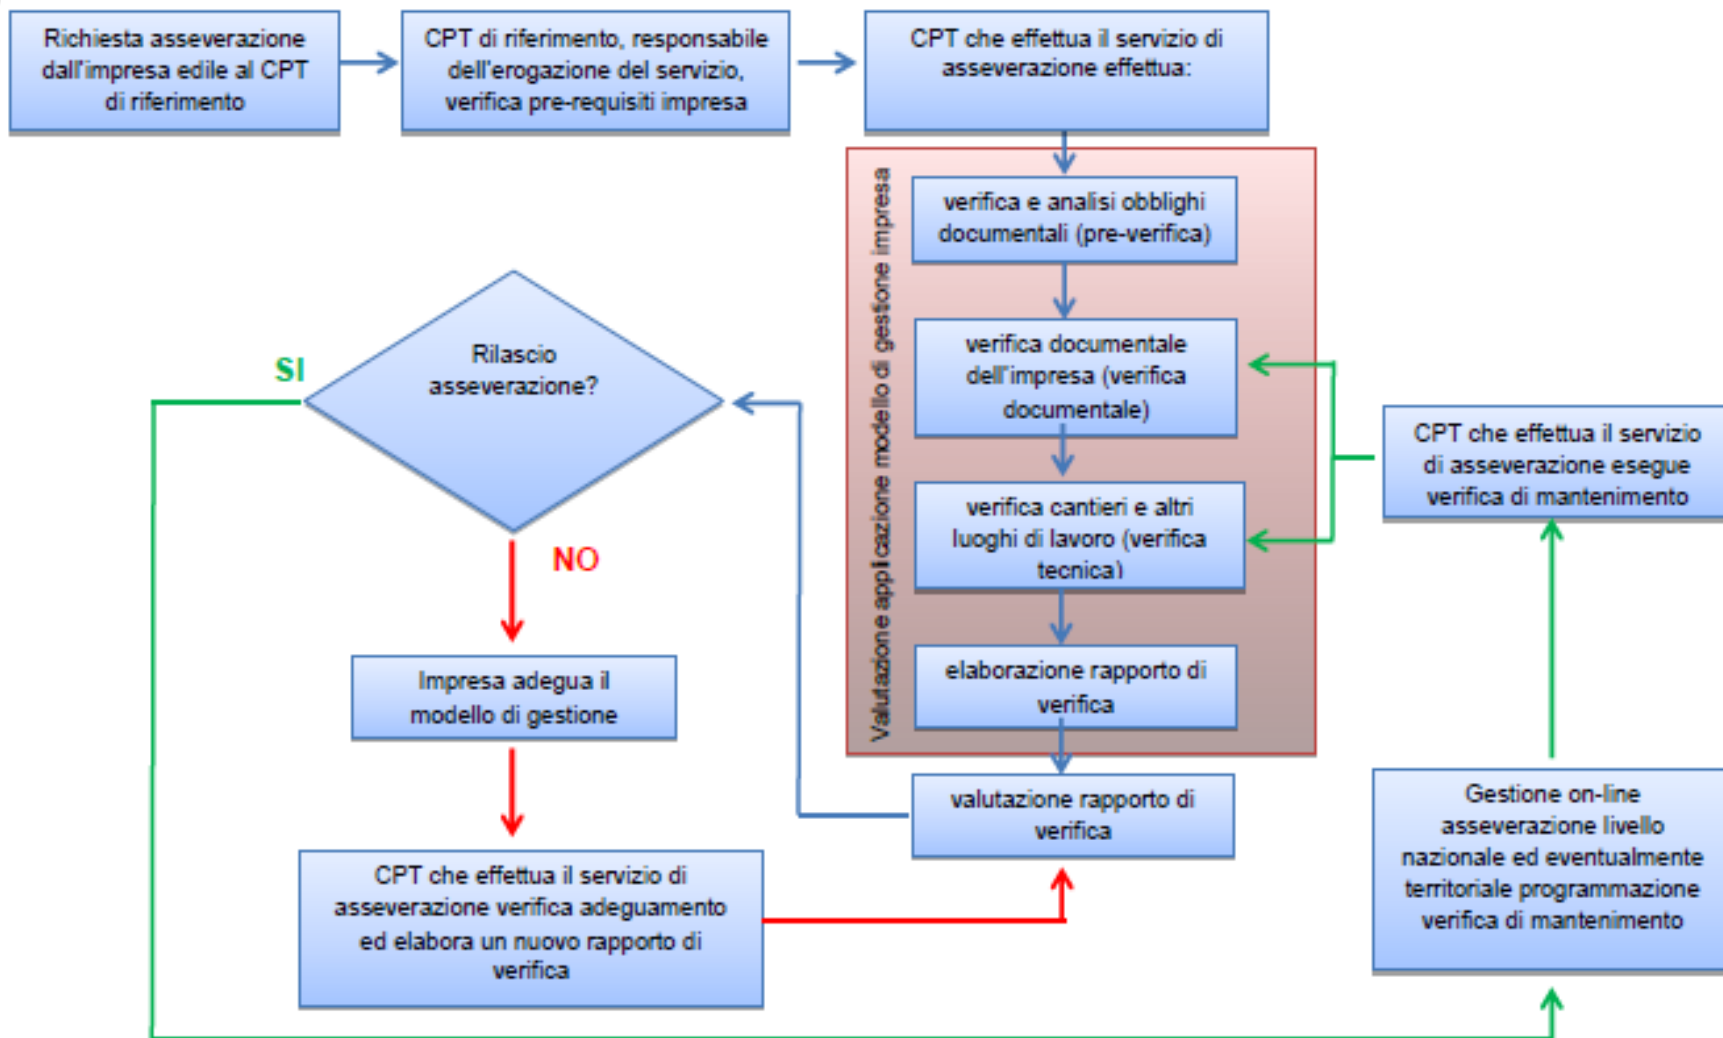 Richiesta asseverazione
dall'impresa edile al CPT
di riferimento
CPT di riferimento, responsabile
dell'erogazione del servizio,
verifica pre-requisiti impresa
CPT che effettua il servizio di
asseverazione effettua:
Valutazione applicazione modello di gestione impresa
verifica e analisi obblighi
documentali (pre-verifica)
verifica documentale
dell'impresa (verifica
documentale)
verifica cantieri e altri
luoghi di lavoro (verifica
tecnica)
elaborazione rapporto di
verifica
valutazione rapporto di
verifica
Rilascio
asseverazione?
SI
NO
Impresa adegua il
modello di gestione
CPT che effettua il servizio di
asseverazione verifica adeguamento
ed elabora un nuovo rapporto di
verifica
CPT che effettua il servizio
di asseverazione esegue
verifica di mantenimento
Gestione on-line
asseverazione livello
nazionale ed eventualmente
territoriale programmazione
verifica di mantenimento